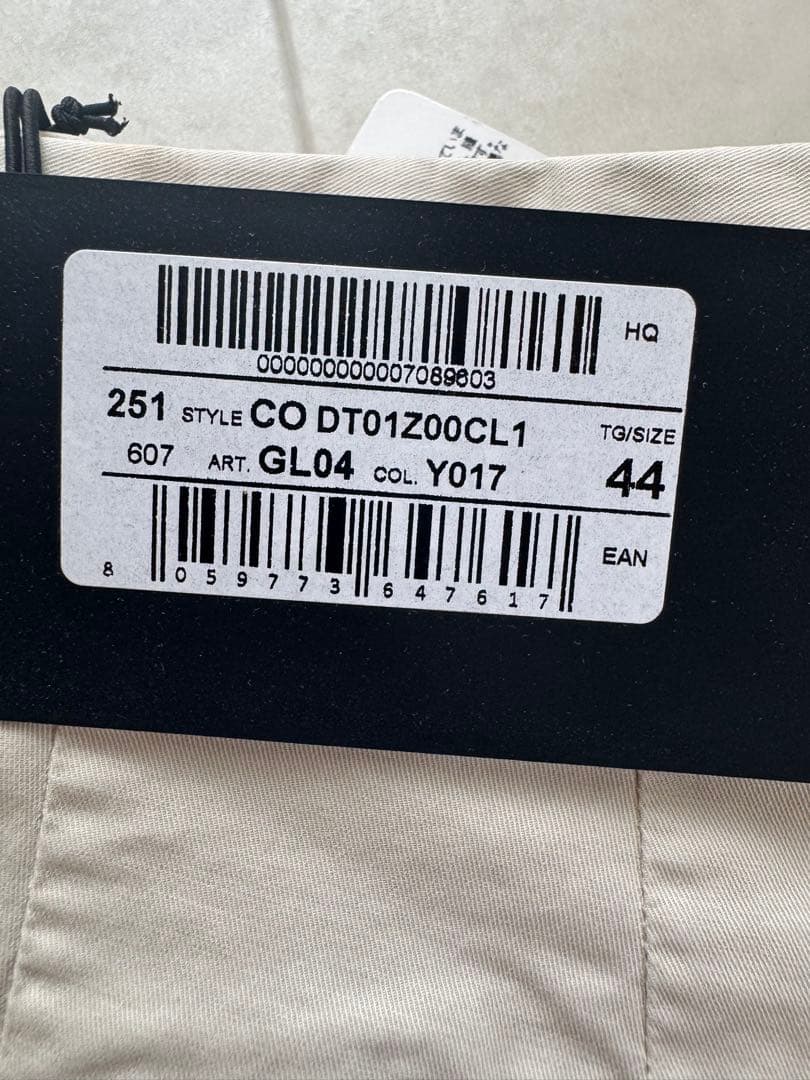 HQ
000000000007089603
251 STYLE CO DT01Z00CL1 TG/SIZE
607 ART. GL04 COL. Y017 44
EAN
8 059773 647617